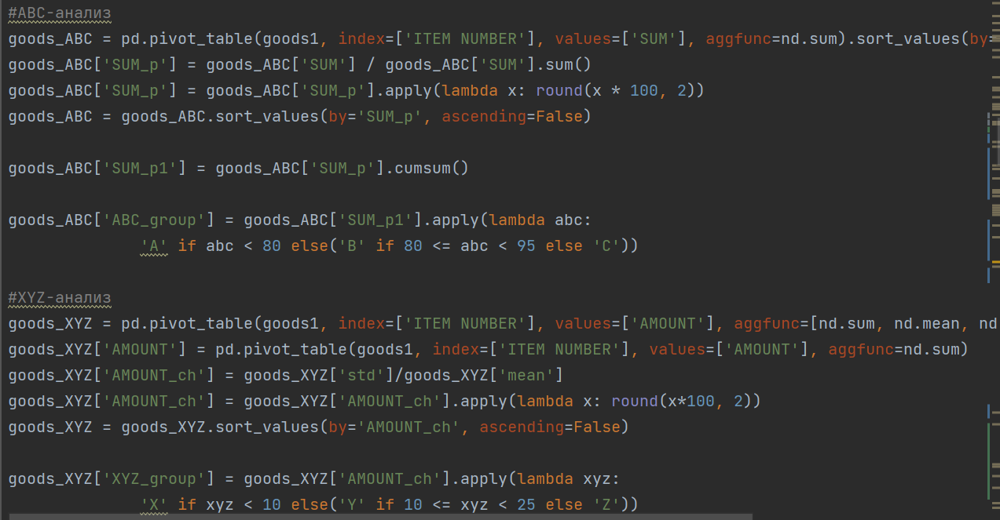 #ABC-анализ
goods_ABC = pd.pivot_table(goods1, index=['ITEM NUMBER'], values=['SUM'], aggfunc=nd.sum).sort_values(by=
goods_ABC['SUM_p'] = goods_ABC['SUM'] / goods_ABC['SUM'].sum()
goods_ABC['SUM_p'] = goods_ABC['SUM_p'].apply(lambda x: round(x * 100, 2))
goods_ABC = goods_ABC.sort_values(by='SUM_p', ascending=False)
goods_ABC['SUM_p1'] = goods_ABC['SUM_p'].cumsum()
goods_ABC['ABC_group'] = goods_ABC['SUM_p1'].apply(lambda abc:
'A' if abc < 80 else('B' if 80 <= abc < 95 else 'C'))
#XYZ-анализ
goods_XYZ = pd.pivot_table(goods1, index=['ITEM NUMBER'], values=['AMOUNT'], aggfunc=[nd.sum, nd.mean, nd
goods_XYZ['AMOUNT'] = pd.pivot_table(goods1, index=['ITEM NUMBER'], values=['AMOUNT'], aggfunc=nd.sum)
goods_XYZ['AMOUNT_ch'] = goods_XYZ['std']/goods_XYZ['mean']
goods_XYZ['AMOUNT_ch'] = goods_XYZ['AMOUNT_ch'].apply(lambda x: round(x*100, 2))
goods_XYZ = goods_XYZ.sort_values(by='AMOUNT_ch', ascending=False)
goods_XYZ['XYZ_group'] = goods_XYZ['AMOUNT_ch'].apply(lambda xyz:
'X' if xyz < 10 else('Y' if 10 <= xyz < 25 else 'Z'))